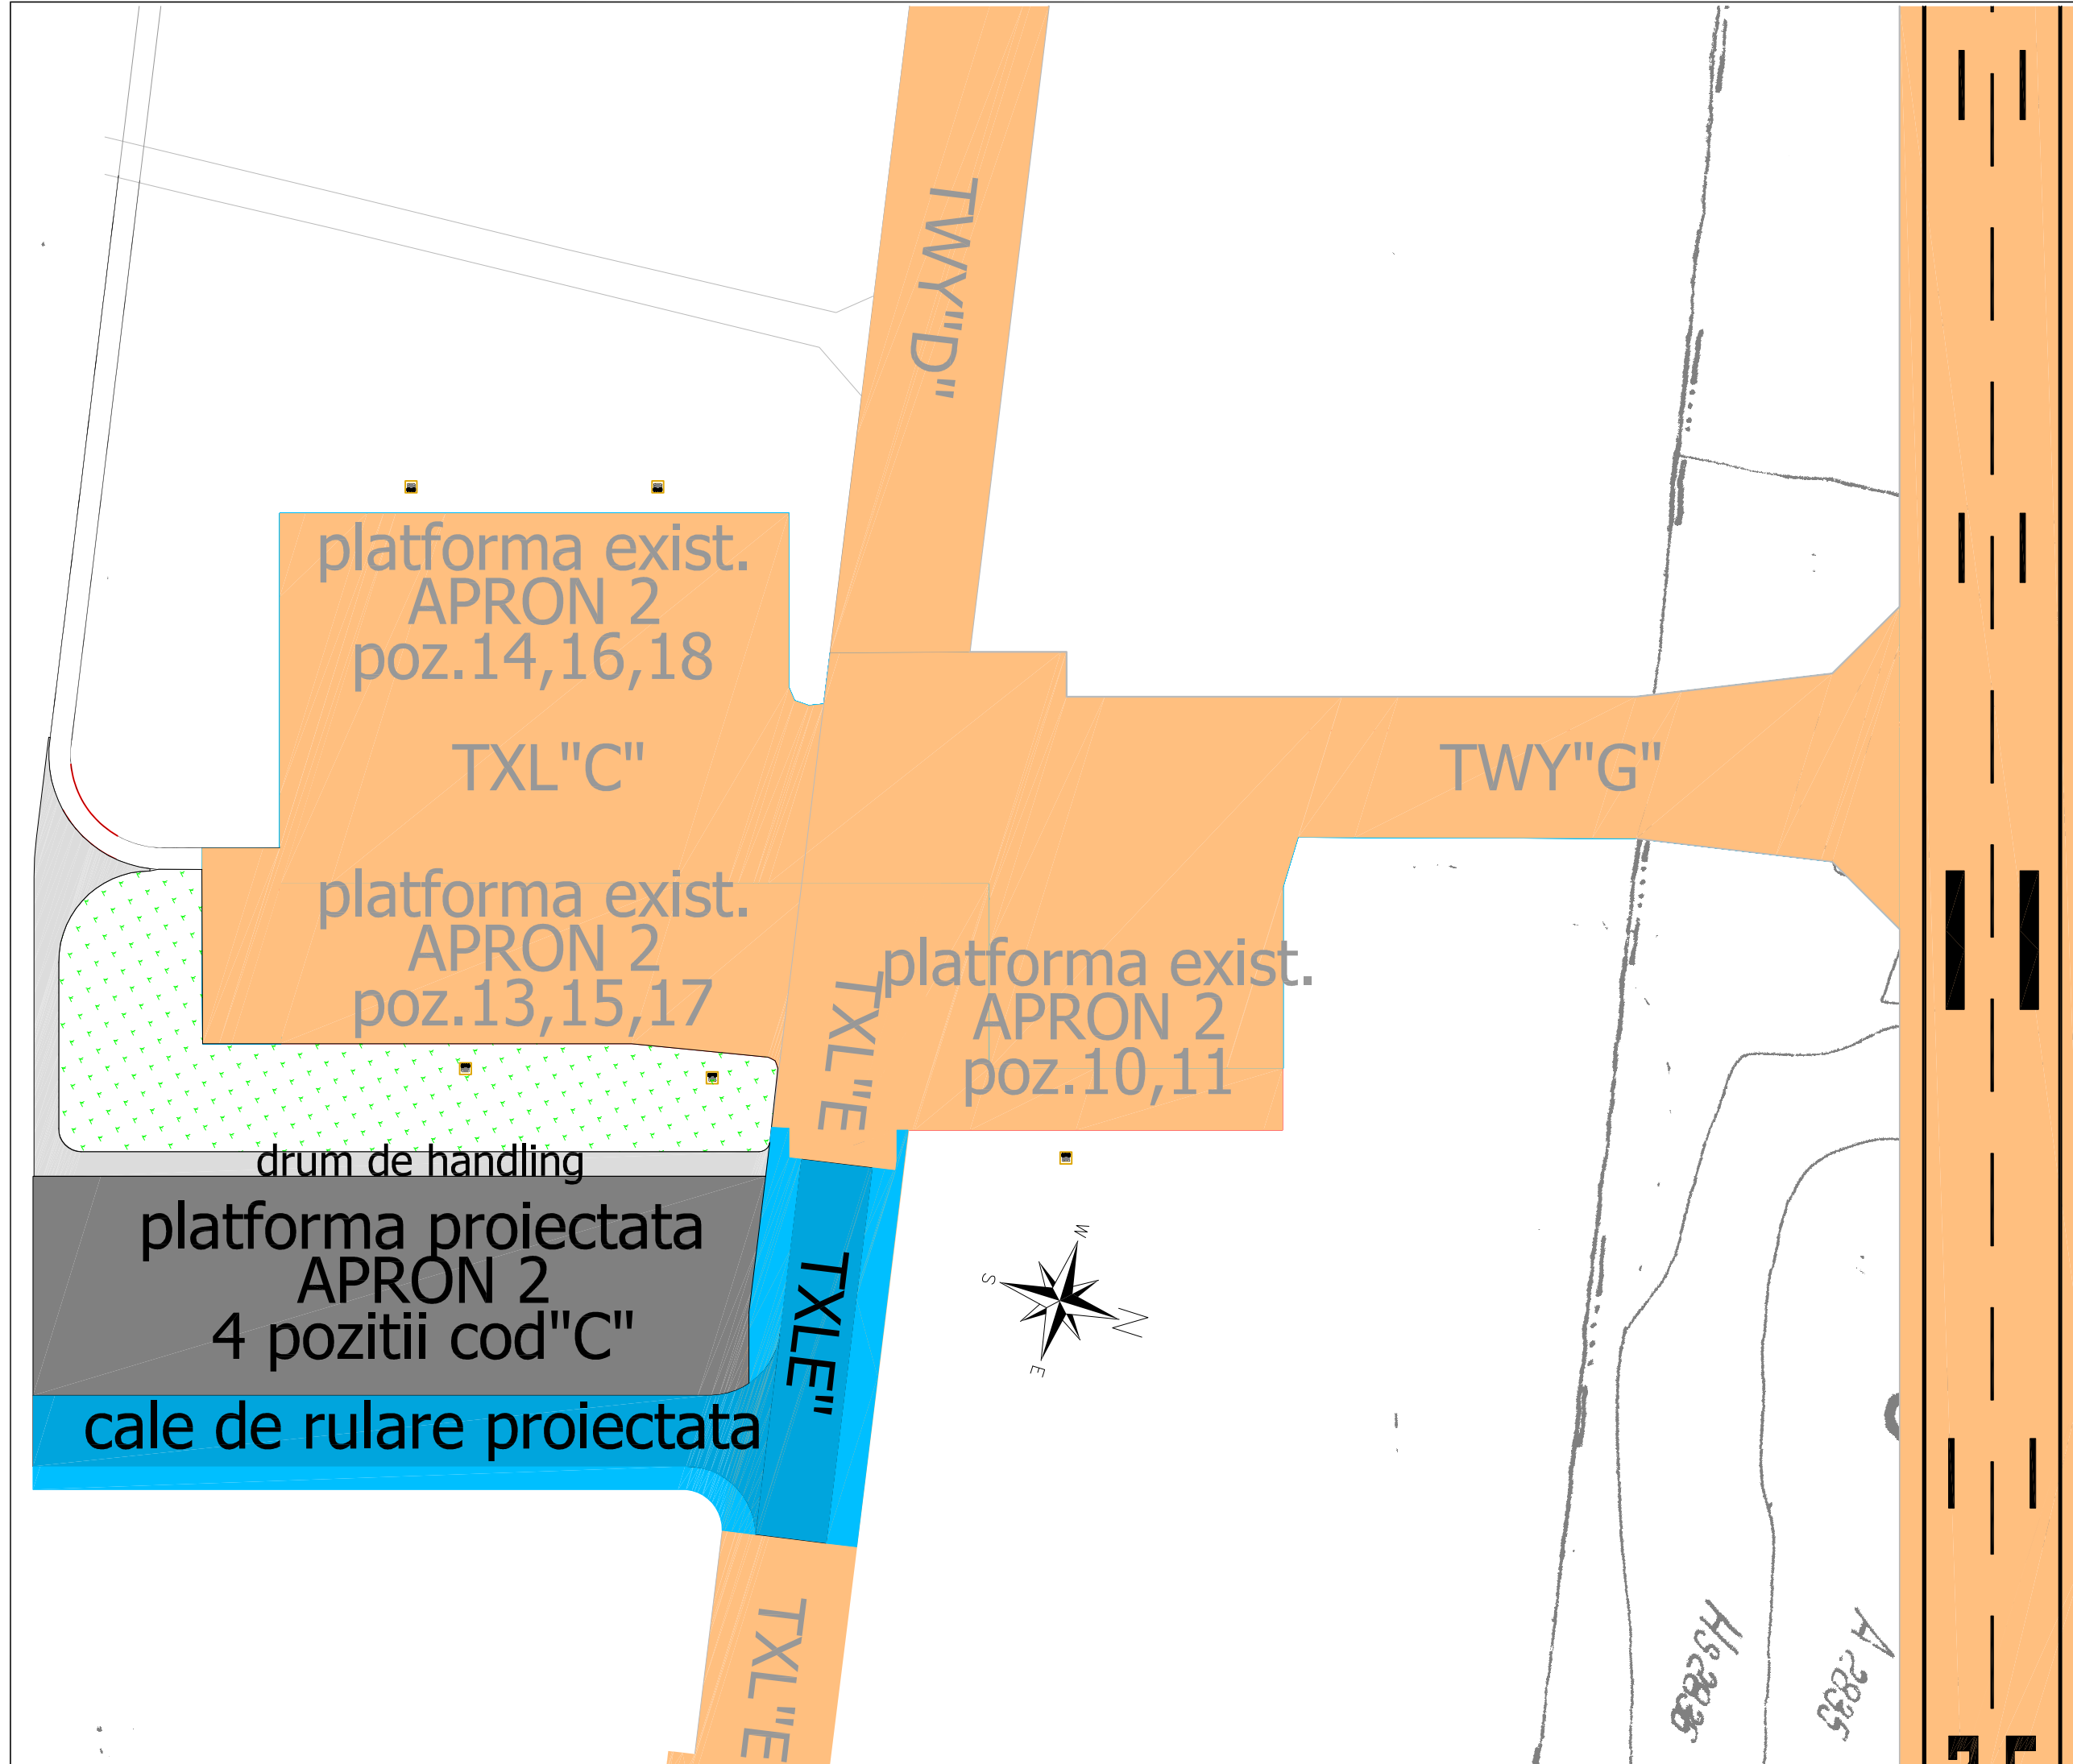 TWY"D"
platforma exist.
APRON 2
poz.14,16,18
TXL"C"
TWY"G"
platforma exist.
APRON 2
poz.13,15,17
platforma exist.
APRON 2
poz.10,11
TXL"E
drum de handling
platforma proiectata
APRON 2
4 pozitii cod"C"
TXLE"
W
S
N
E
cale de rulare proiectata
TXL"E
A 2835